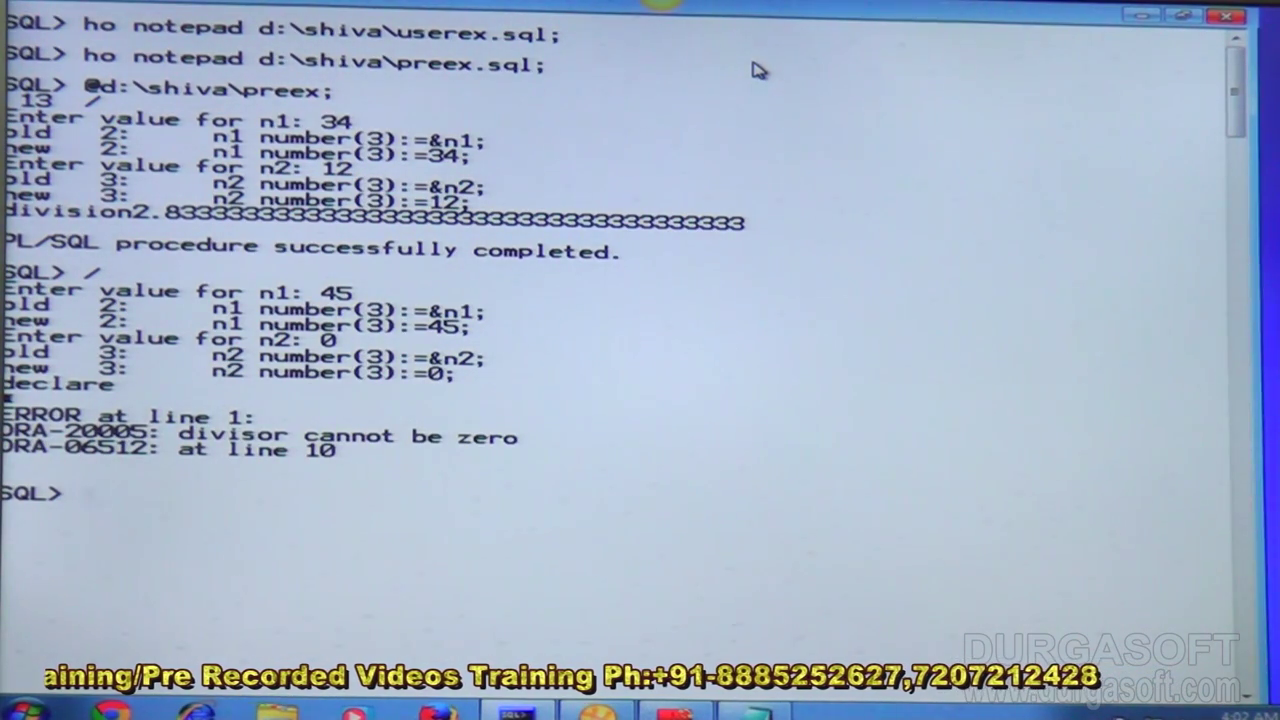 SQL> ho notepad d:\shiva\userex.sql;
SQL> ho notepad d:\shiva\preex.sql;
SQL> @d:\shiva\preex;
13 /
Enter value for n1: 34
old 2: n1 number(3):=&n1;
new 2: n1 number(3):=34;
Enter value for n2: 12
old 3: n2 number(3):=&n2;
new 3: n2 number(3):=12;
division2.83333333333333333333333333333333333333
PL/SQL procedure successfully completed.
SQL> /
Enter value for n1: 45
old 2: n1 number(3):=&n1;
new 2: n1 number(3):=45;
Enter value for n2: 0
old 3: n2 number(3):=&n2;
new 3: n2 number(3):=0;
declare
*
ERROR at line 1:
ORA-20005: divisor cannot be zero
ORA-06512: at line 10
SQL>
DURGASOFT
www.durgasoft.com
aining/Pre Recorded Videos Training Ph:+91-8885252627,7207212428